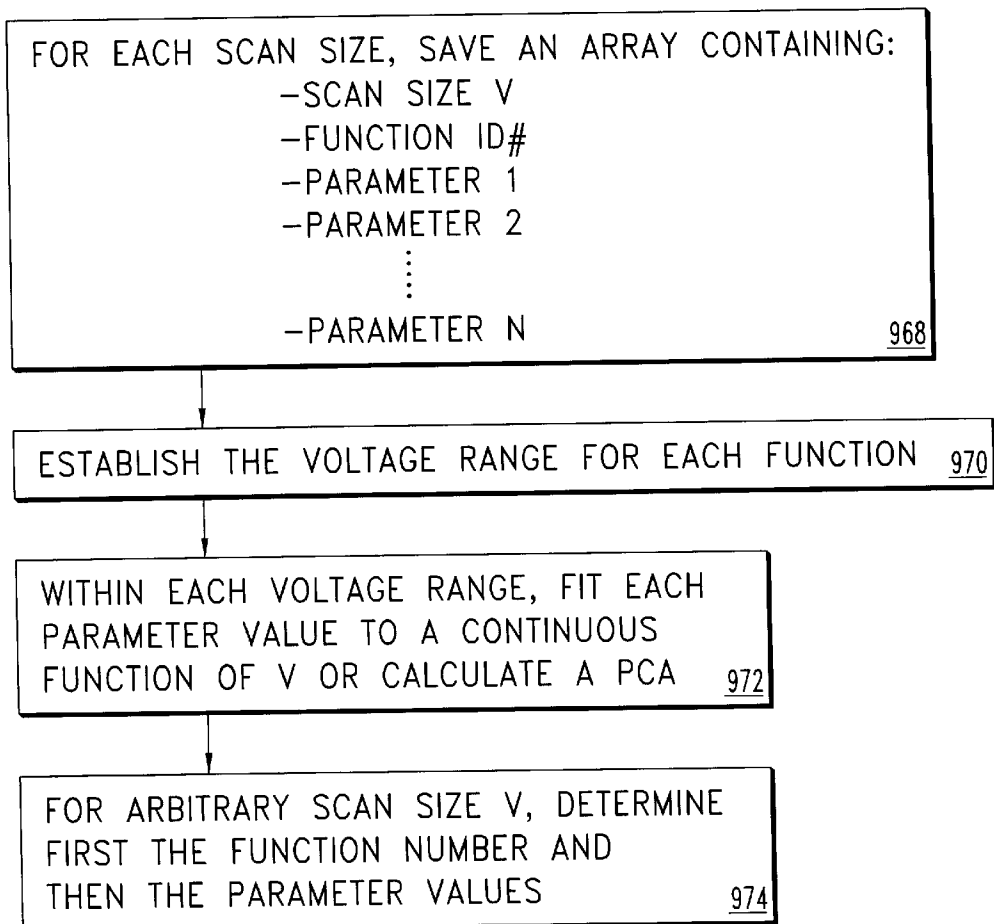 FOR EACH SCAN SIZE, SAVE AN ARRAY CONTAINING:
–SCAN SIZE V
–FUNCTION ID#
–PARAMETER 1
–PARAMETER 2
–PARAMETER N 968
ESTABLISH THE VOLTAGE RANGE FOR EACH FUNCTION 970
WITHIN EACH VOLTAGE RANGE, FIT EACH
PARAMETER VALUE TO A CONTINUOUS
FUNCTION OF V OR CALCULATE A PCA 972
FOR ARBITRARY SCAN SIZE V, DETERMINE
FIRST THE FUNCTION NUMBER AND
THEN THE PARAMETER VALUES 974